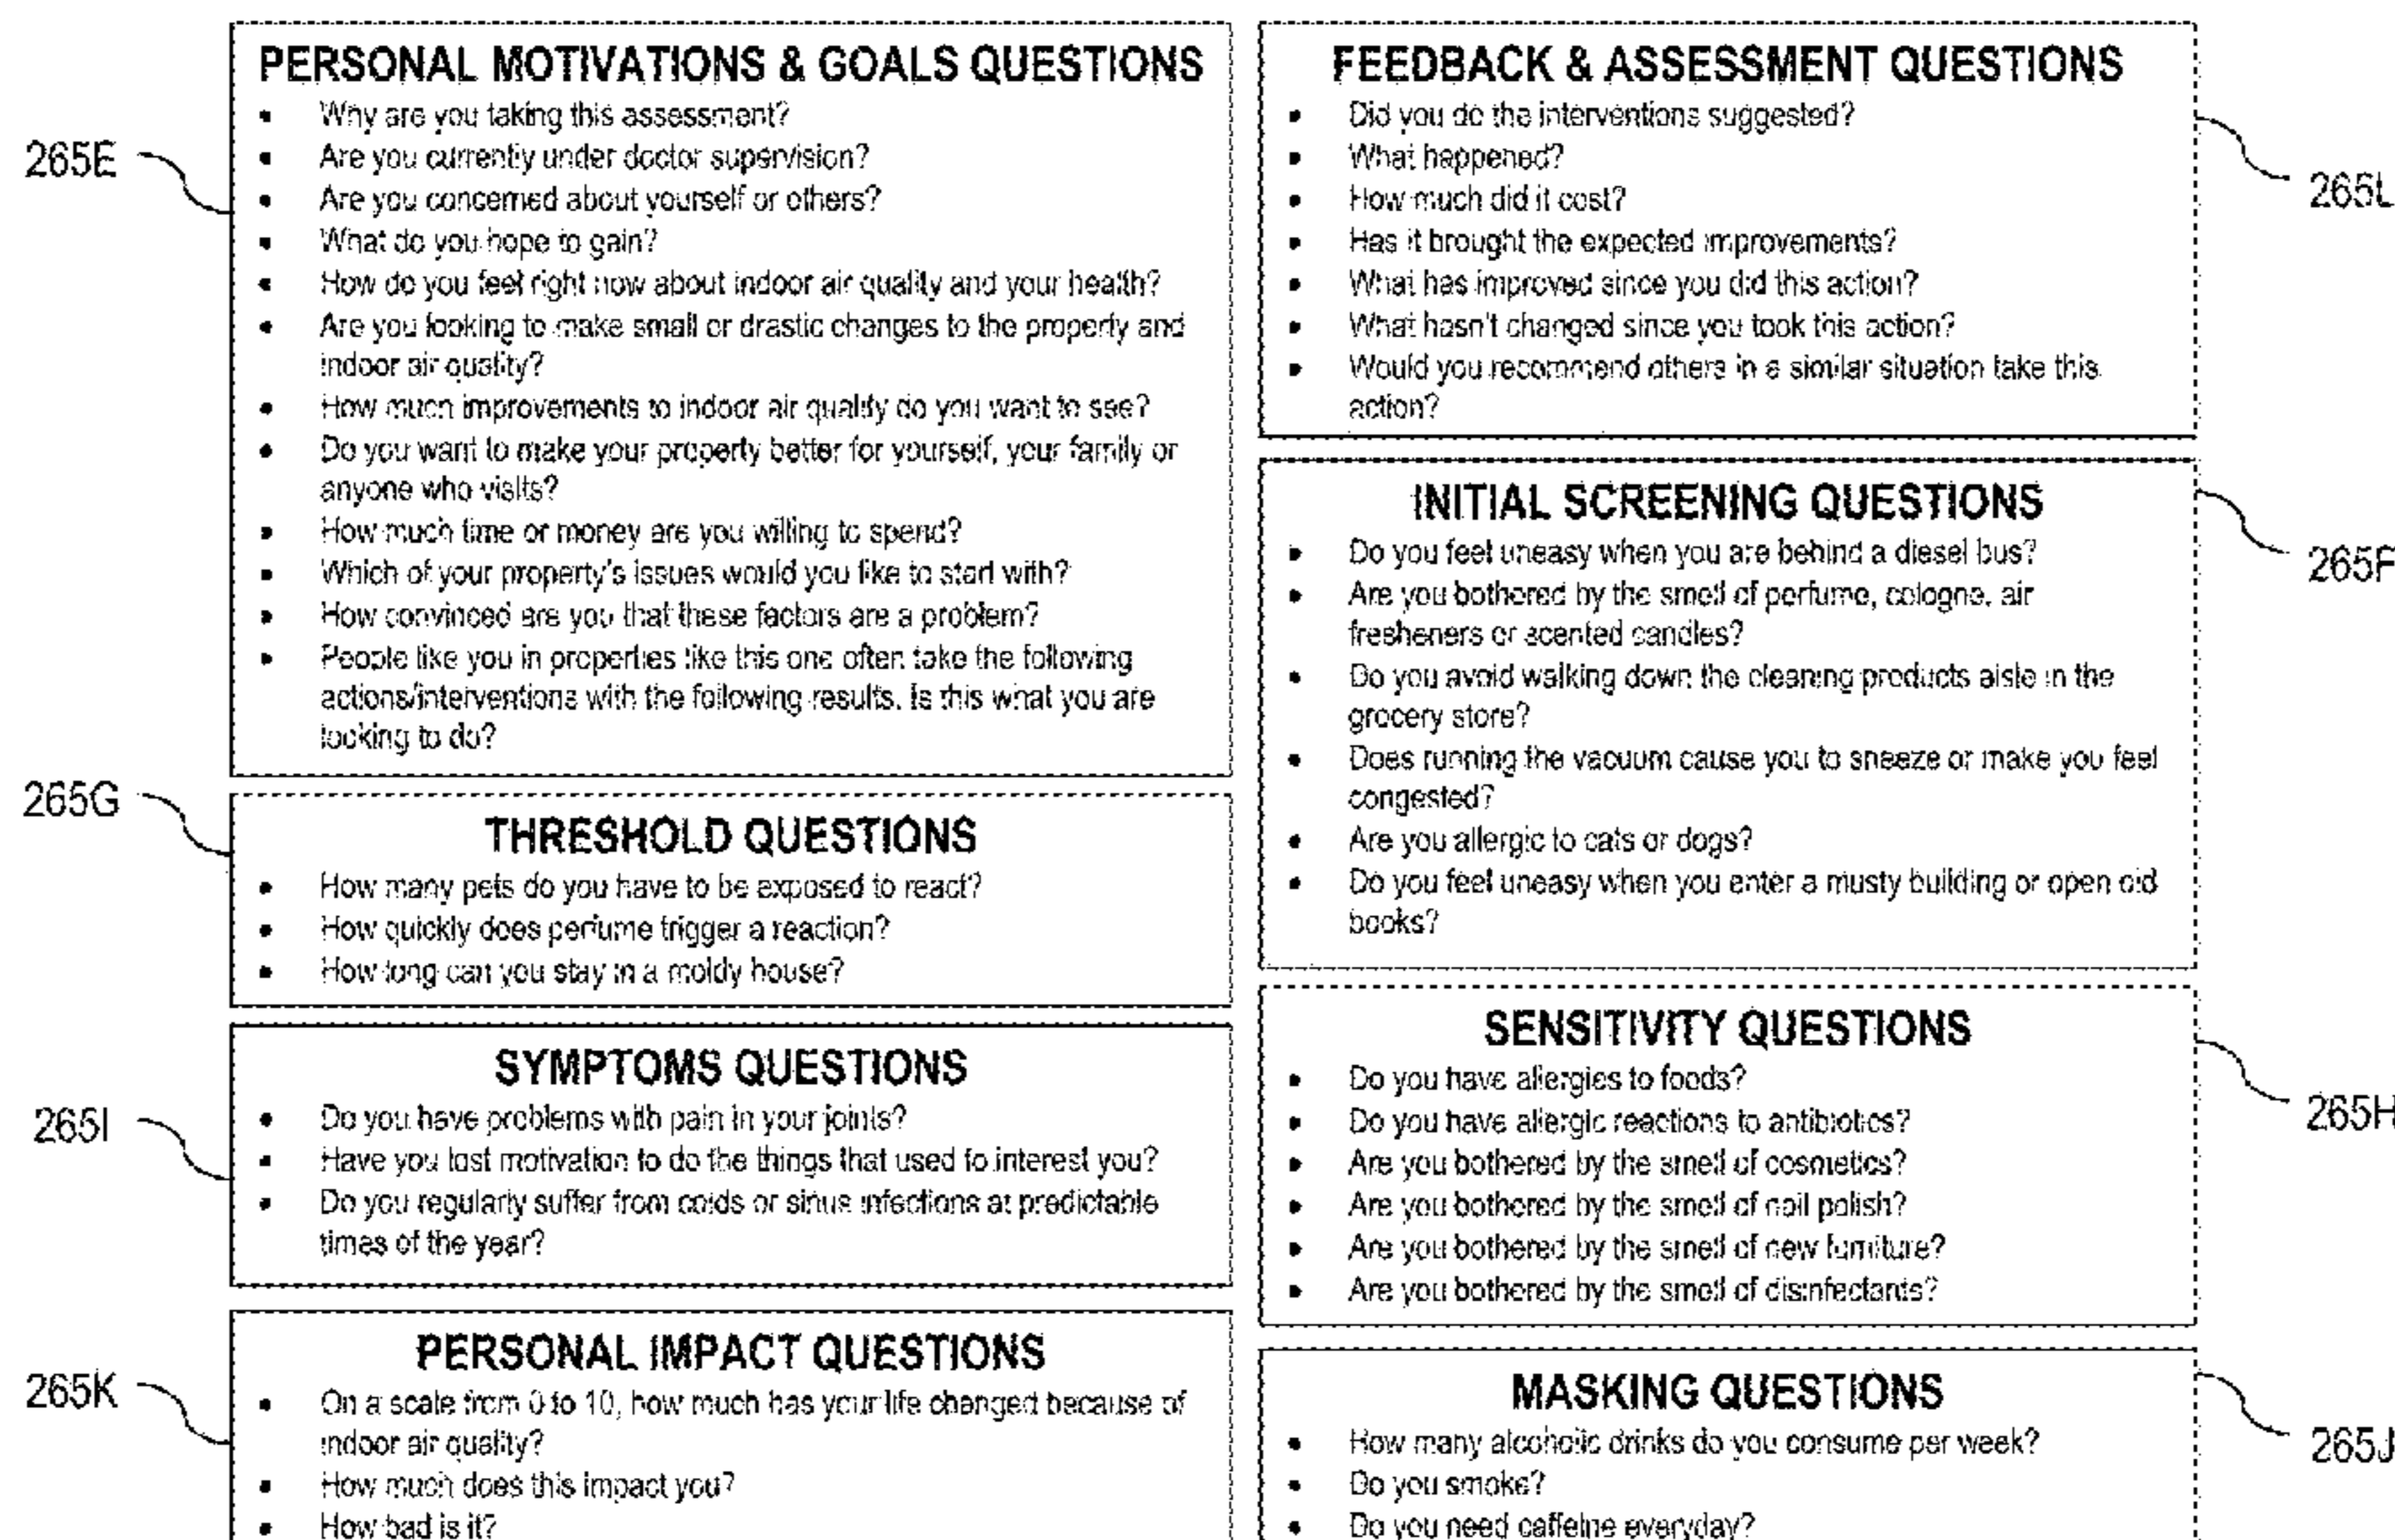 265E
PERSONAL MOTIVATIONS & GOALS QUESTIONS
• Why are you taking this assessment?
• Are you currently under doctor supervision?
• Are you concerned about yourself or others?
• What do you hope to gain?
• How do you feel right now about indoor air quality and your health?
• Are you looking to make small or drastic changes to the property and
indoor air quality?
• How much improvements to indoor air quality do you want to see?
• Do you want to make your property better for yourself, your family or
anyone who visits?
• How much time or money are you willing to spend?
• Which of your property's issues would you like to start with?
• How convinced are you that these factors are a problem?
• People like you in properties like this one often take the following
actions/interventions with the following results. Is this what you are
looking to do?
265G
THRESHOLD QUESTIONS
• How many pets do you have to be exposed to react?
• How quickly does perfume trigger a reaction?
• How long can you stay in a moldy house?
265I
SYMPTOMS QUESTIONS
• Do you have problems with pain in your joints?
• Have you lost motivation to do the things that used to interest you?
• Do you regularly suffer from colds or sinus infections at predictable
times of the year?
265K
PERSONAL IMPACT QUESTIONS
• On a scale from 0 to 10, how much has your life changed because of
indoor air quality?
• How much does this impact you?
• How bad is it?
FEEDBACK & ASSESSMENT QUESTIONS
• Did you do the interventions suggested?
• What happened?
• How much did it cost?
• Has it brought the expected improvements?
• What has improved since you did this action?
• What hasn't changed since you took this action?
• Would you recommend others in a similar situation take this
action?
265L
INITIAL SCREENING QUESTIONS
• Do you feel uneasy when you are behind a diesel bus?
• Are you bothered by the smell of perfume, cologne, air
fresheners or scented candles?
• Do you avoid walking down the cleaning products aisle in the
grocery store?
• Does running the vacuum cause you to sneeze or make you feel
congested?
• Are you allergic to cats or dogs?
• Do you feel uneasy when you enter a musty building or open old
books?
265F
SENSITIVITY QUESTIONS
• Do you have allergies to foods?
• Do you have allergic reactions to antibiotics?
• Are you bothered by the smell of cosmetics?
• Are you bothered by the smell of nail polish?
• Are you bothered by the smell of new furniture?
• Are you bothered by the smell of disinfectants?
265H
MASKING QUESTIONS
• How many alcoholic drinks do you consume per week?
• Do you smoke?
• Do you need caffeine everyday?
265J